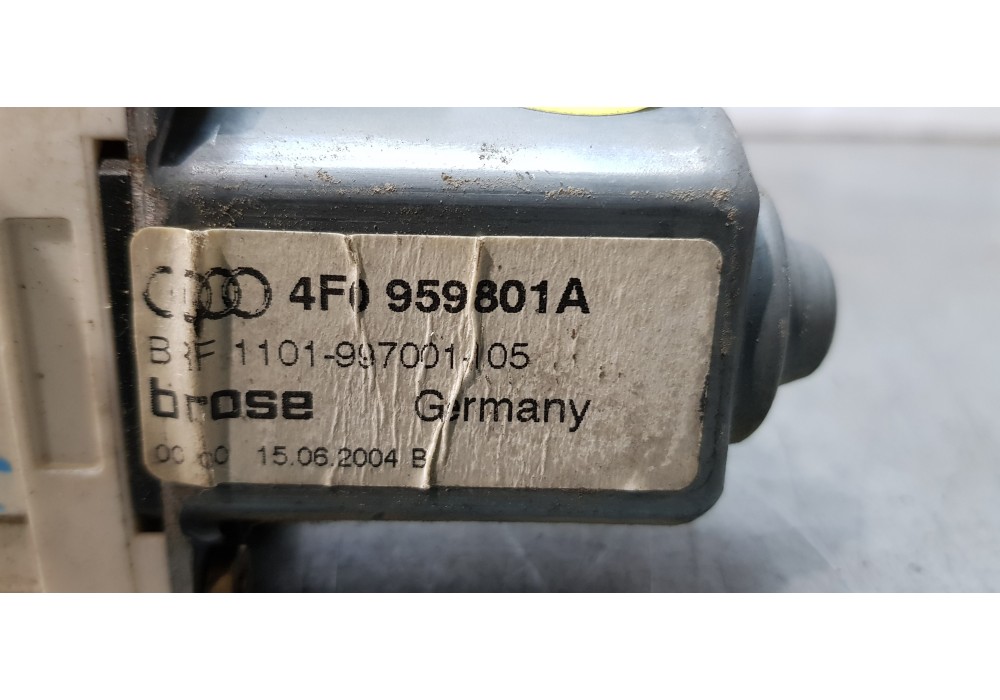 4F0 959801A
BRF 1101-997001-105
brose Germany
15.06.2004 B